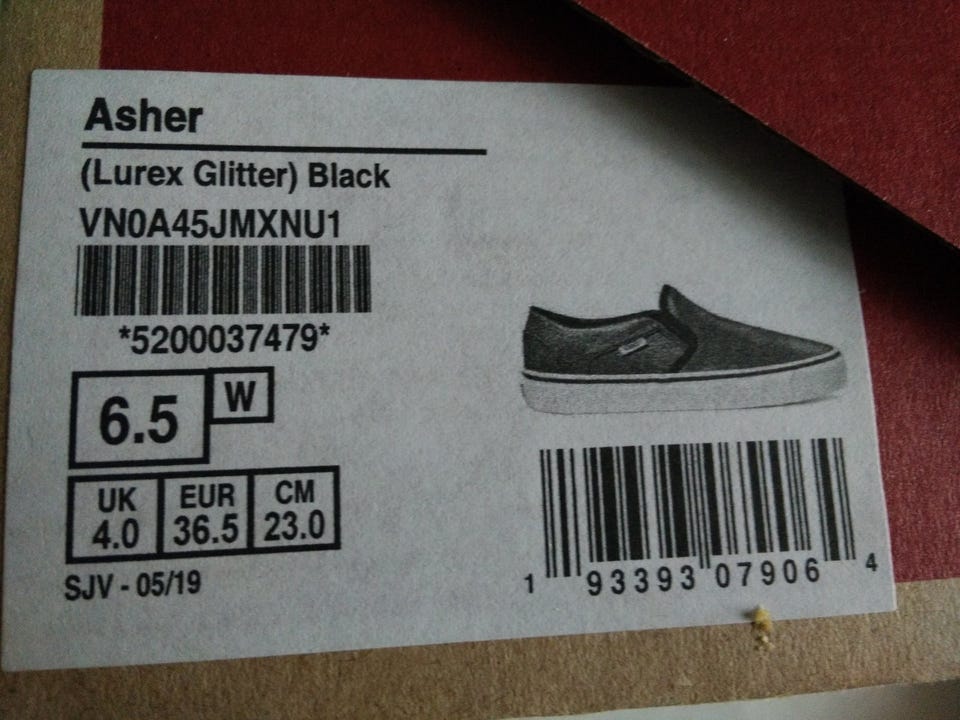 Asher
(Lurex Glitter) Black
VN0A45JMXNU1
*5200037479*
6.5 W
UK EUR CM
4.0 36.5 23.0
SJV - 05/19
1 93393 07906 4